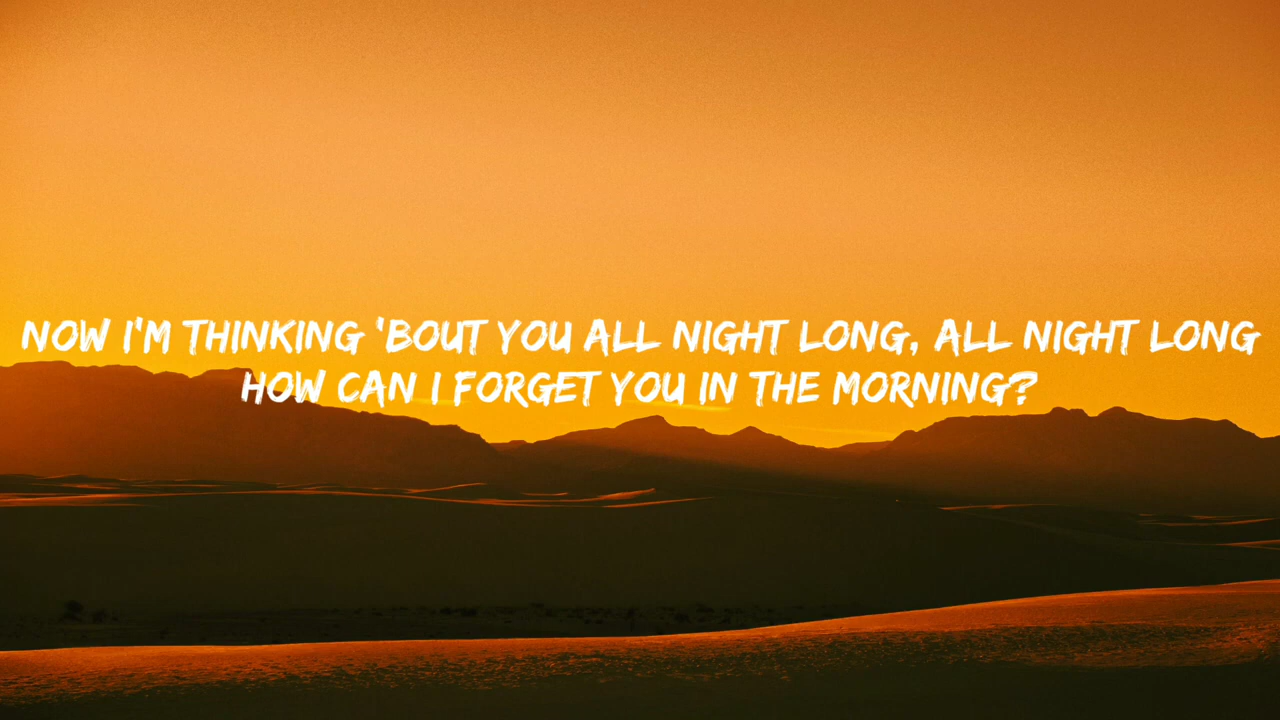 NOW I'M THINKING 'BOUT YOU ALL NIGHT LONG, ALL NIGHT LONG
HOW CAN I FORGET YOU IN THE MORNING?